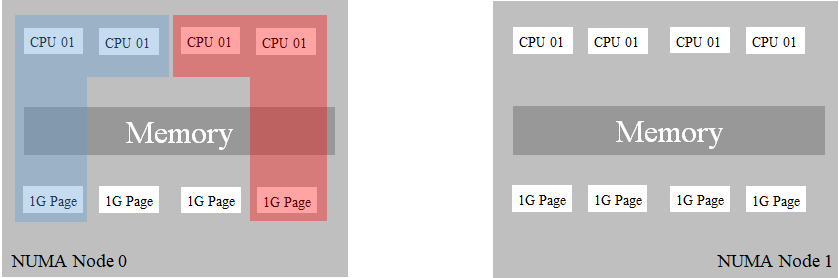 CPU 01 CPU 01 CPU 01 CPU 01
Memory
1G Page 1G Page 1G Page 1G Page
NUMA Node 0
CPU 01 CPU 01 CPU 01 CPU 01
Memory
1G Page 1G Page 1G Page 1G Page
NUMA Node 1